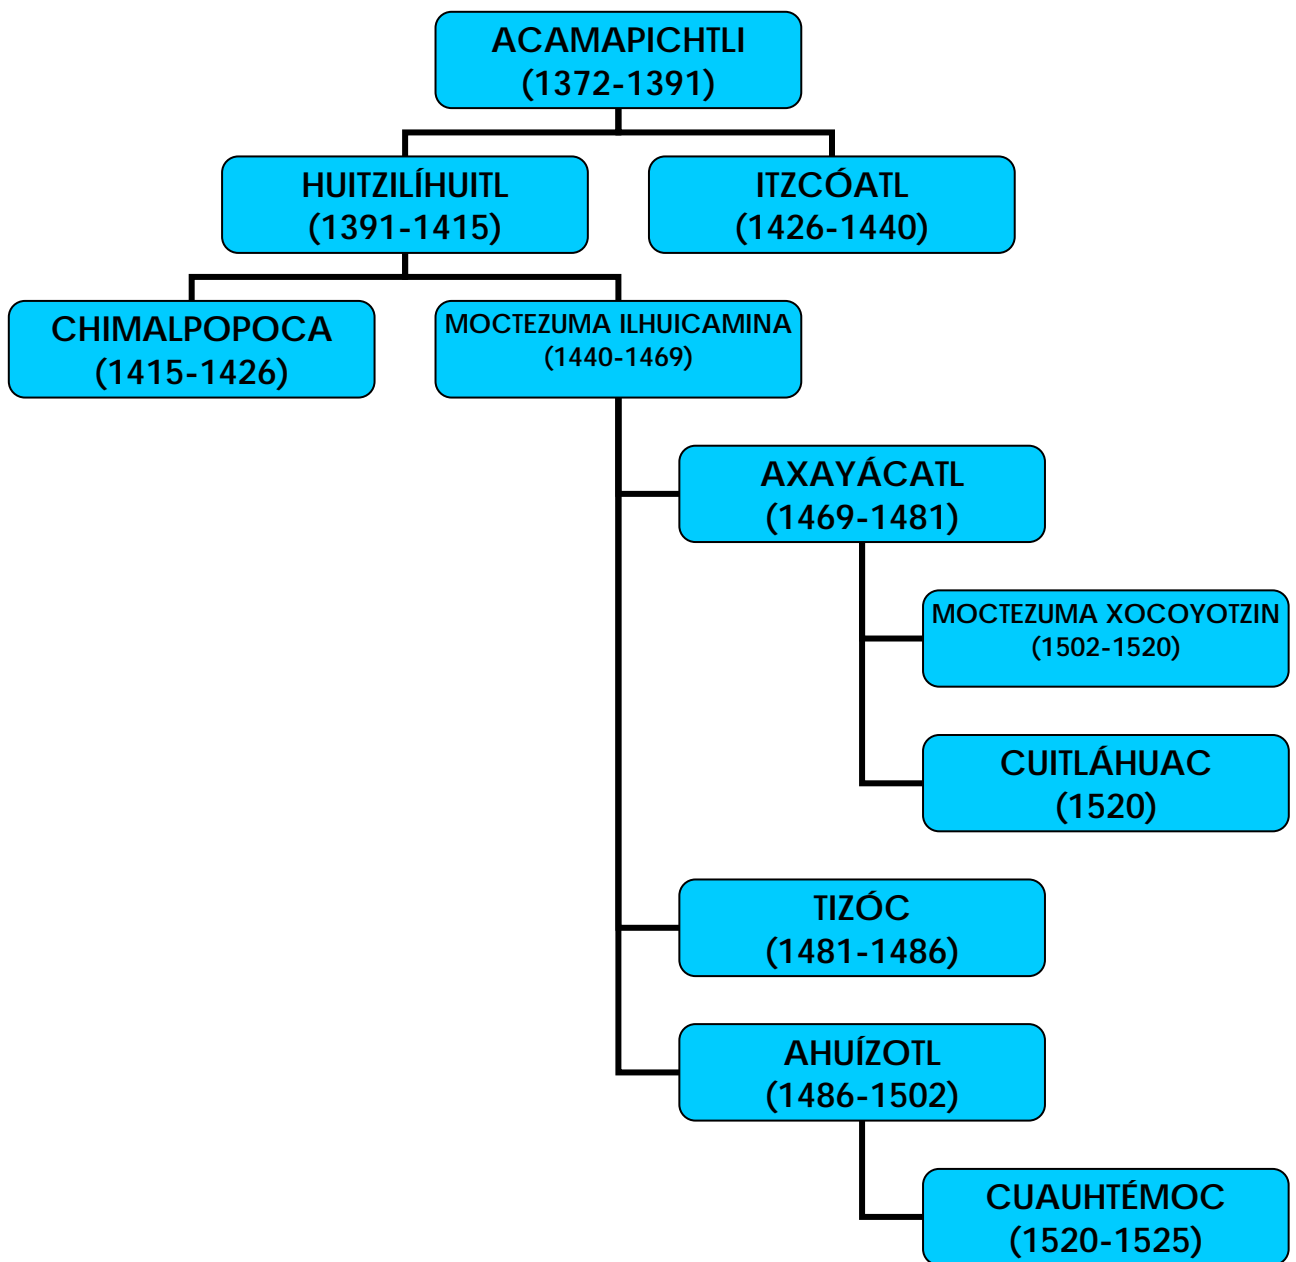 ACAMAPICHTLI
(1372-1391)
HUITZILÍHUITL
(1391-1415)
ITZCÓATL
(1426-1440)
CHIMALPOPOCA
(1415-1426)
MOCTEZUMA ILHUICAMINA
(1440-1469)
AXAYÁCATL
(1469-1481)
MOCTEZUMA XOCOYOTZIN
(1502-1520)
CUITLÁHUAC
(1520)
TIZÓC
(1481-1486)
AHUÍZOTL
(1486-1502)
CUAUHTÉMOC
(1520-1525)